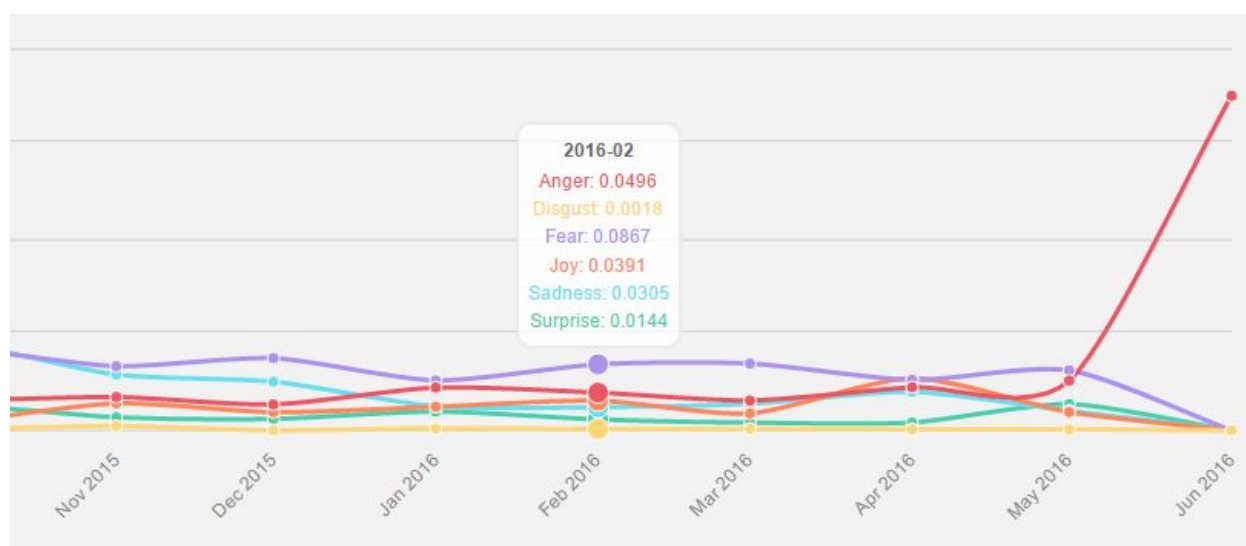 2016-02
Anger: 0.0496
Disgust: 0.0018
Fear: 0.0867
Joy: 0.0391
Sadness: 0.0305
Surprise: 0.0144
Nov 2015
Dec 2015
Jan 2016
Feb 2016
Mar 2016
Apr 2016
May 2016
Jun 2016